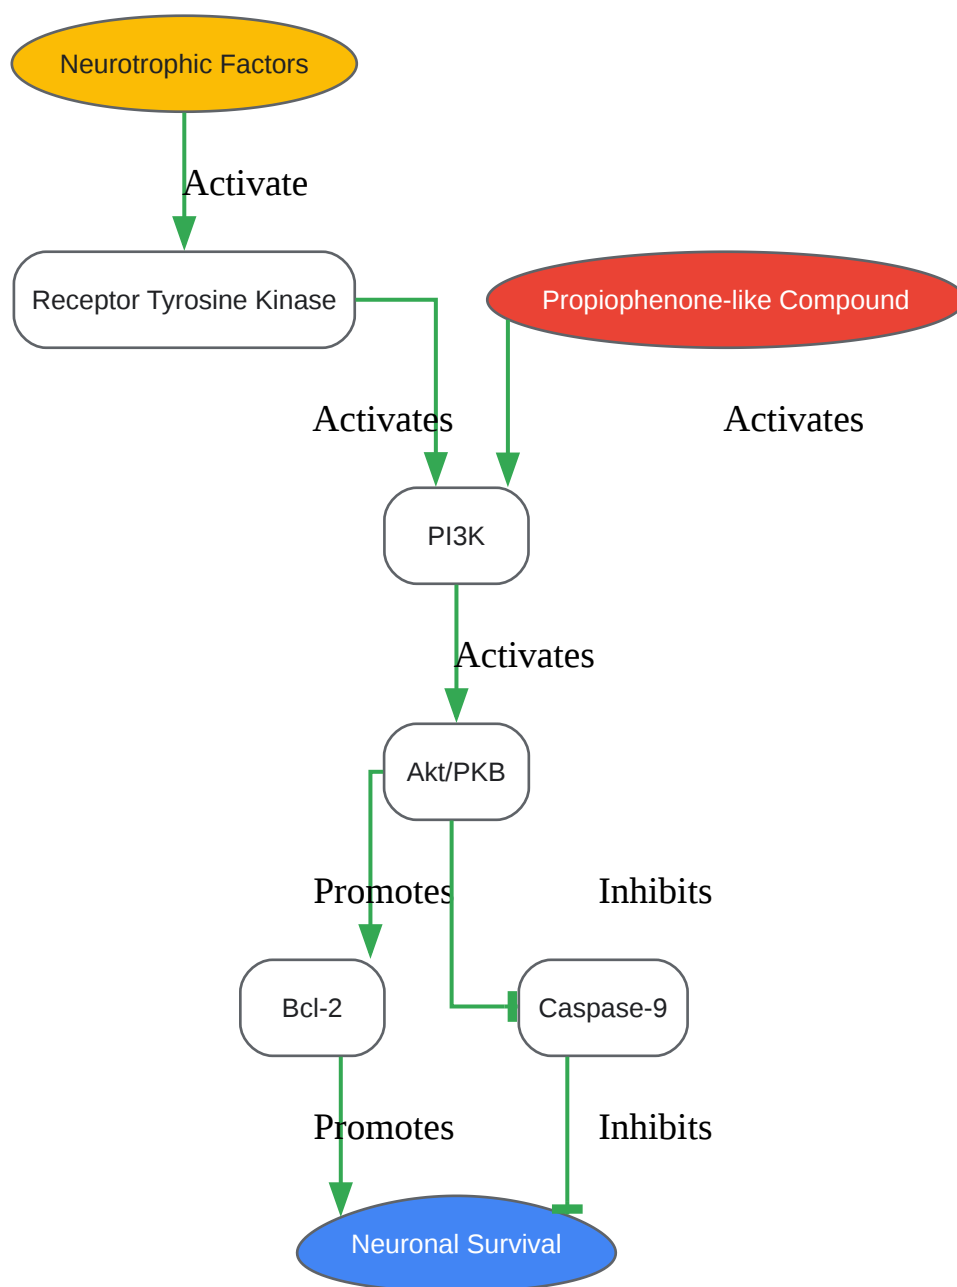 Neurotrophic Factors
Activate
Receptor Tyrosine Kinase
Propiophenone-like Compound
Activates
Activates
PI3K
Activates
Akt/PKB
Promotes
Inhibits
Bcl-2
Caspase-9
Promotes
Inhibits
Neuronal Survival